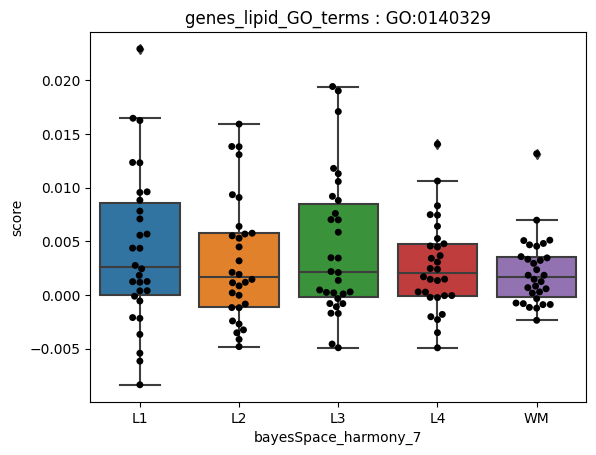 genes_lipid_GO_terms : GO:0140329
score
0.020
0.015
0.010
0.005
0.000
−0.005
L1 L2 L3 L4 WM
bayesSpace_harmony_7